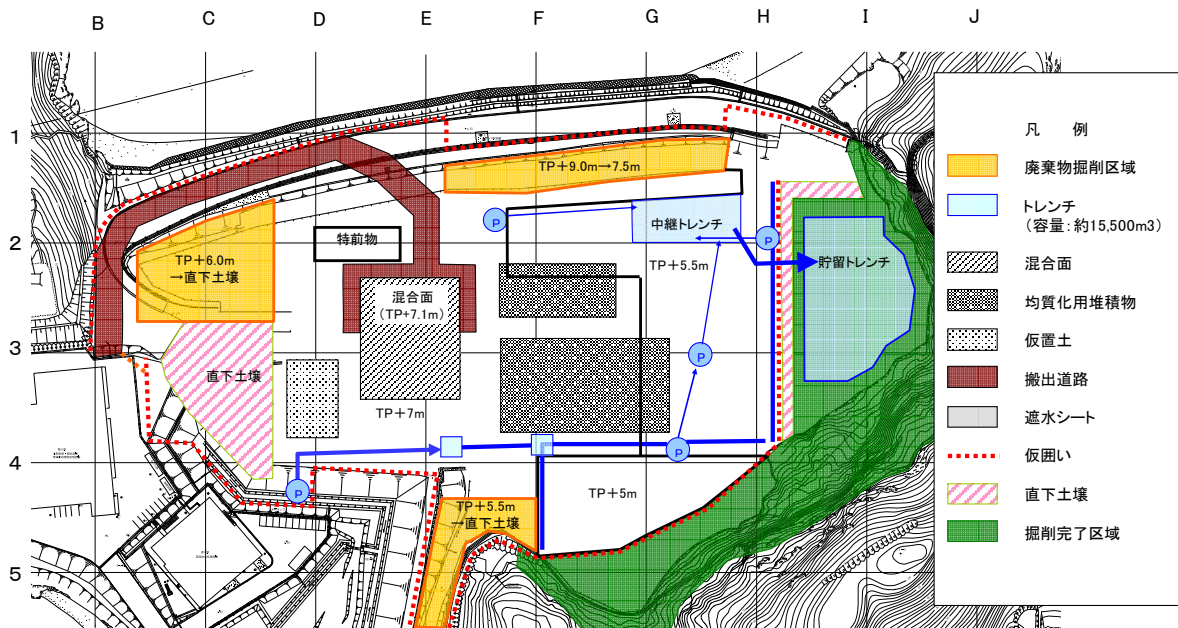 B C D E F G H I J
1
2
3
4
5
TP+9.0m→7.5m
P
中継トレンチ
P
特前物
TP+6.0m
→直下土壌
TP+5.5m
貯留トレンチ
混合面
(TP+7.1m)
P
直下土壌
TP+7m
P
P
TP+5m
TP+5.5m
→直下土壌
凡 例
廃棄物掘削区域
トレンチ
(容量:約15,500m3)
混合面
均質化用堆積物
仮置土
搬出道路
遮水シート
仮囲い
直下土壌
掘削完了区域